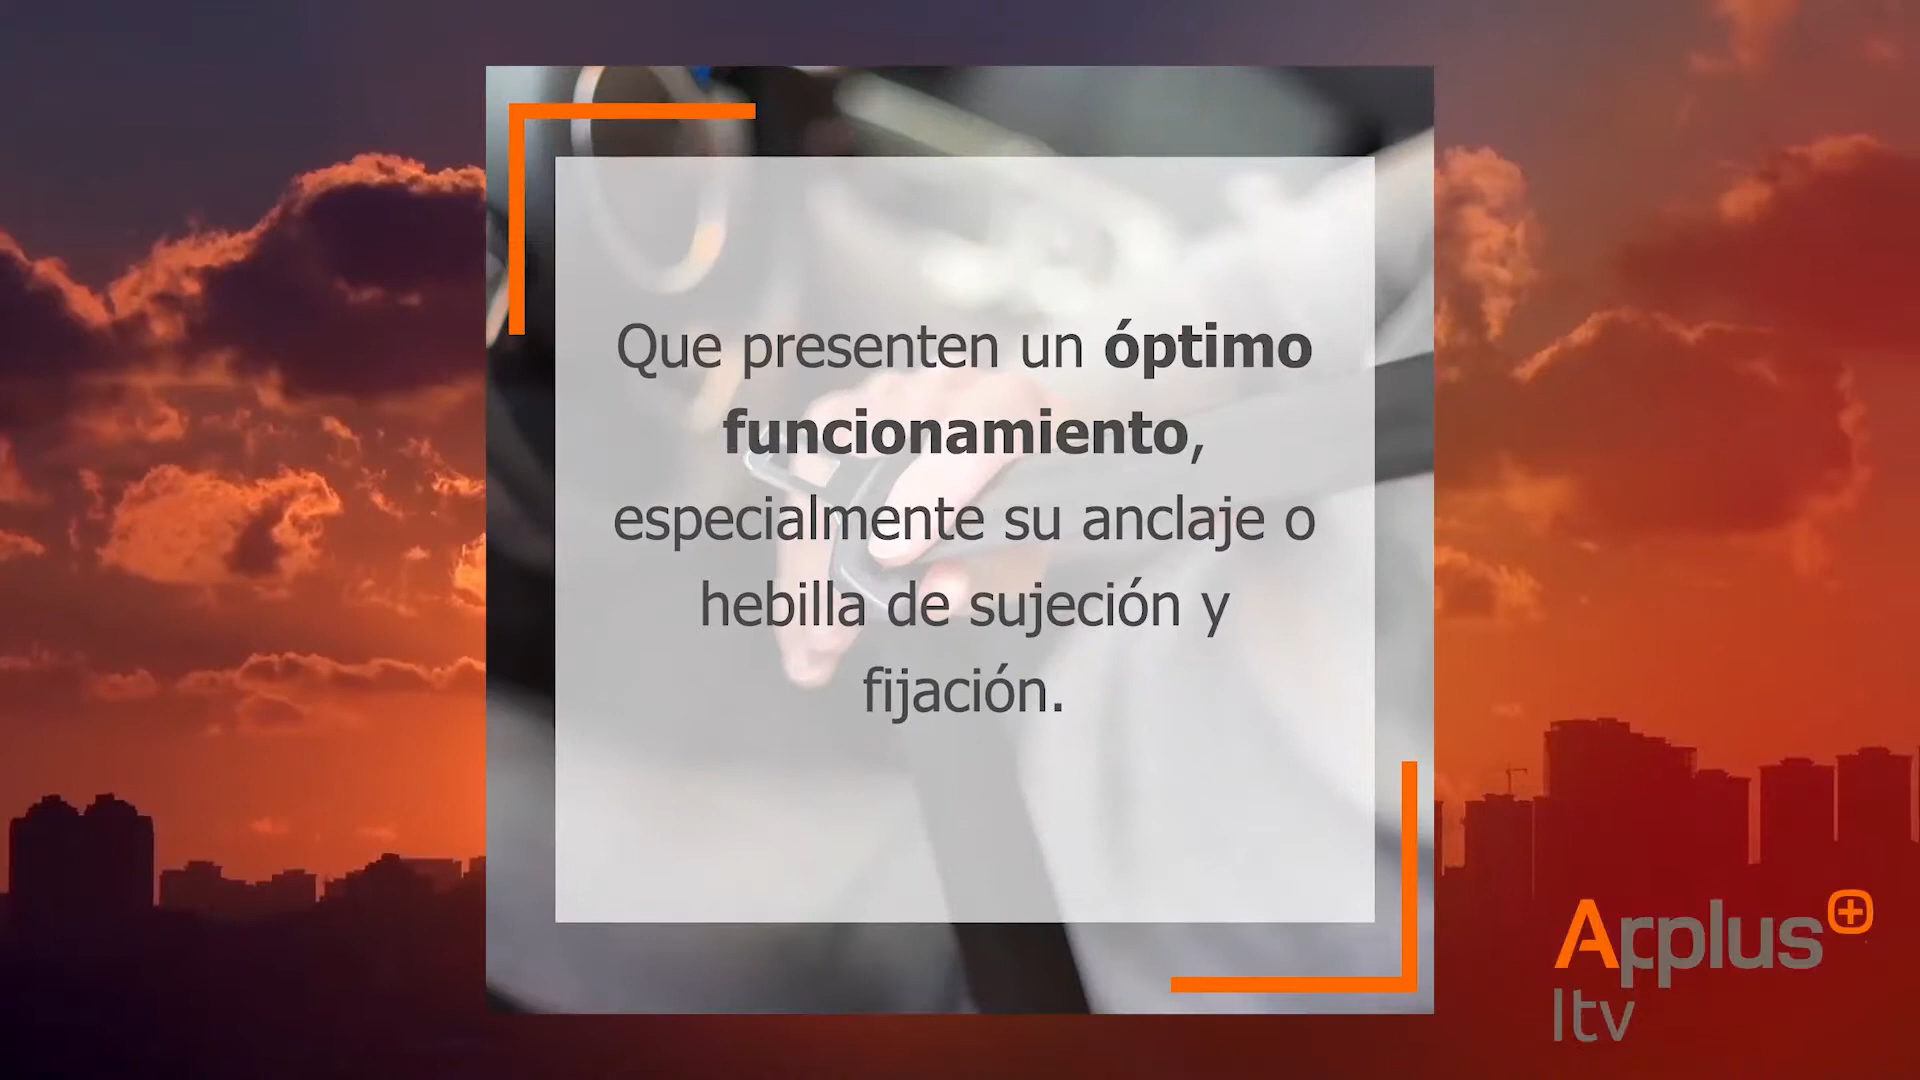 Que presenten un óptimo
funcionamiento,
especialmente su anclaje o
hebilla de sujeción y
fijación.
Applus+
Itv